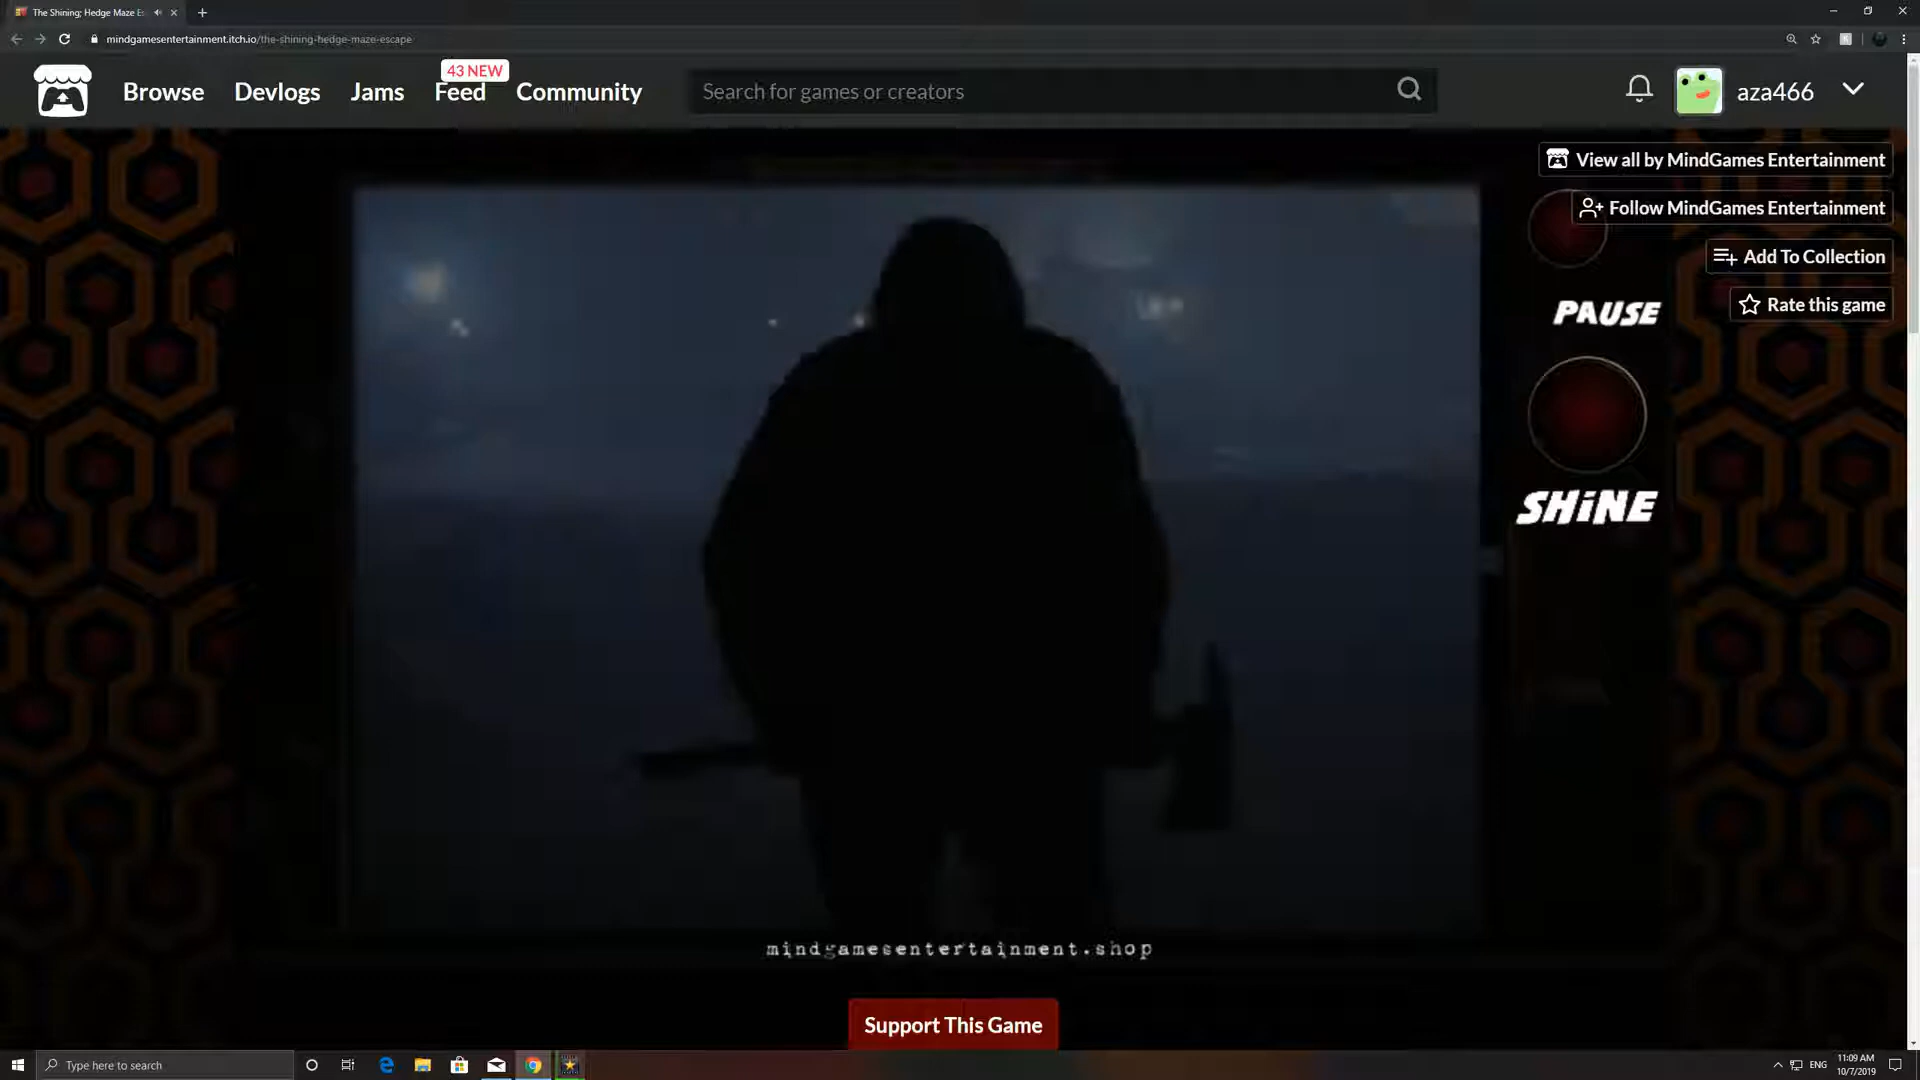 The Shining; Hedge Maze E
mindgamesentertainment.itch.io/the-shining-hedge-maze-escape
Browse
Devlogs
Jams
43 NEW
Feed
Community
Search for games or creators
aza466
View all by MindGames Entertainment
Follow MindGames Entertainment
Add To Collection
Rate this game
PAUSE
SHiNE
mindgamesentertainment.shop
Support This Game
Type here to search
ENG
11:09 AM
10/7/2019